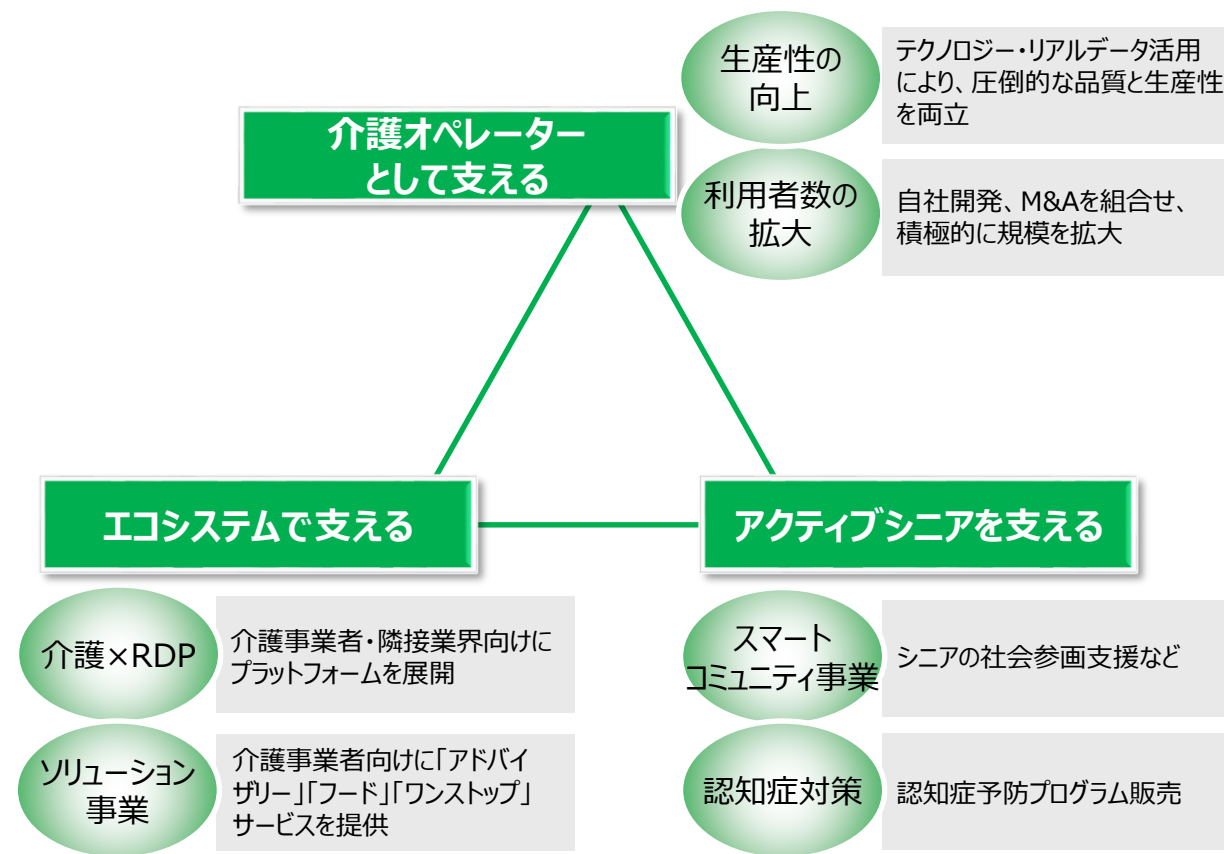 生産性の
向上
テクノロジー・リアルデータ活用
により、圧倒的な品質と生産性
を両立
介護オペレーター
として支える
利用者数の
拡大
自社開発、M&Aを組合せ、
積極的に規模を拡大
エコシステムで支える
アクティブシニアを支える
介護×RDP
介護事業者・隣接業界向けに
プラットフォームを展開
スマート
コミュニティ事業
シニアの社会参画支援など
ソリューション
事業
介護事業者向けに「アドバイ
ザリー」「フード」「ワンストップ」
サービスを提供
認知症対策
認知症予防プログラム販売